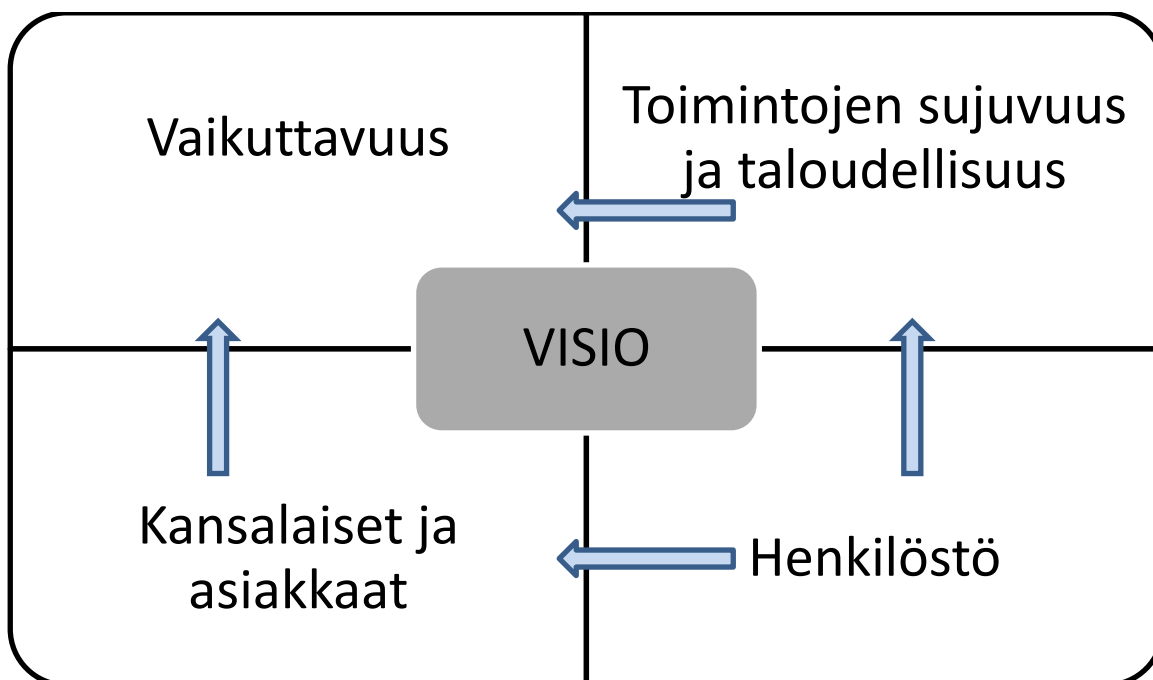 Vaikuttavuus
Toimintojen sujuvuus
ja taloudellisuus
VISIO
Kansalaiset ja
asiakkaat
Henkilöstö